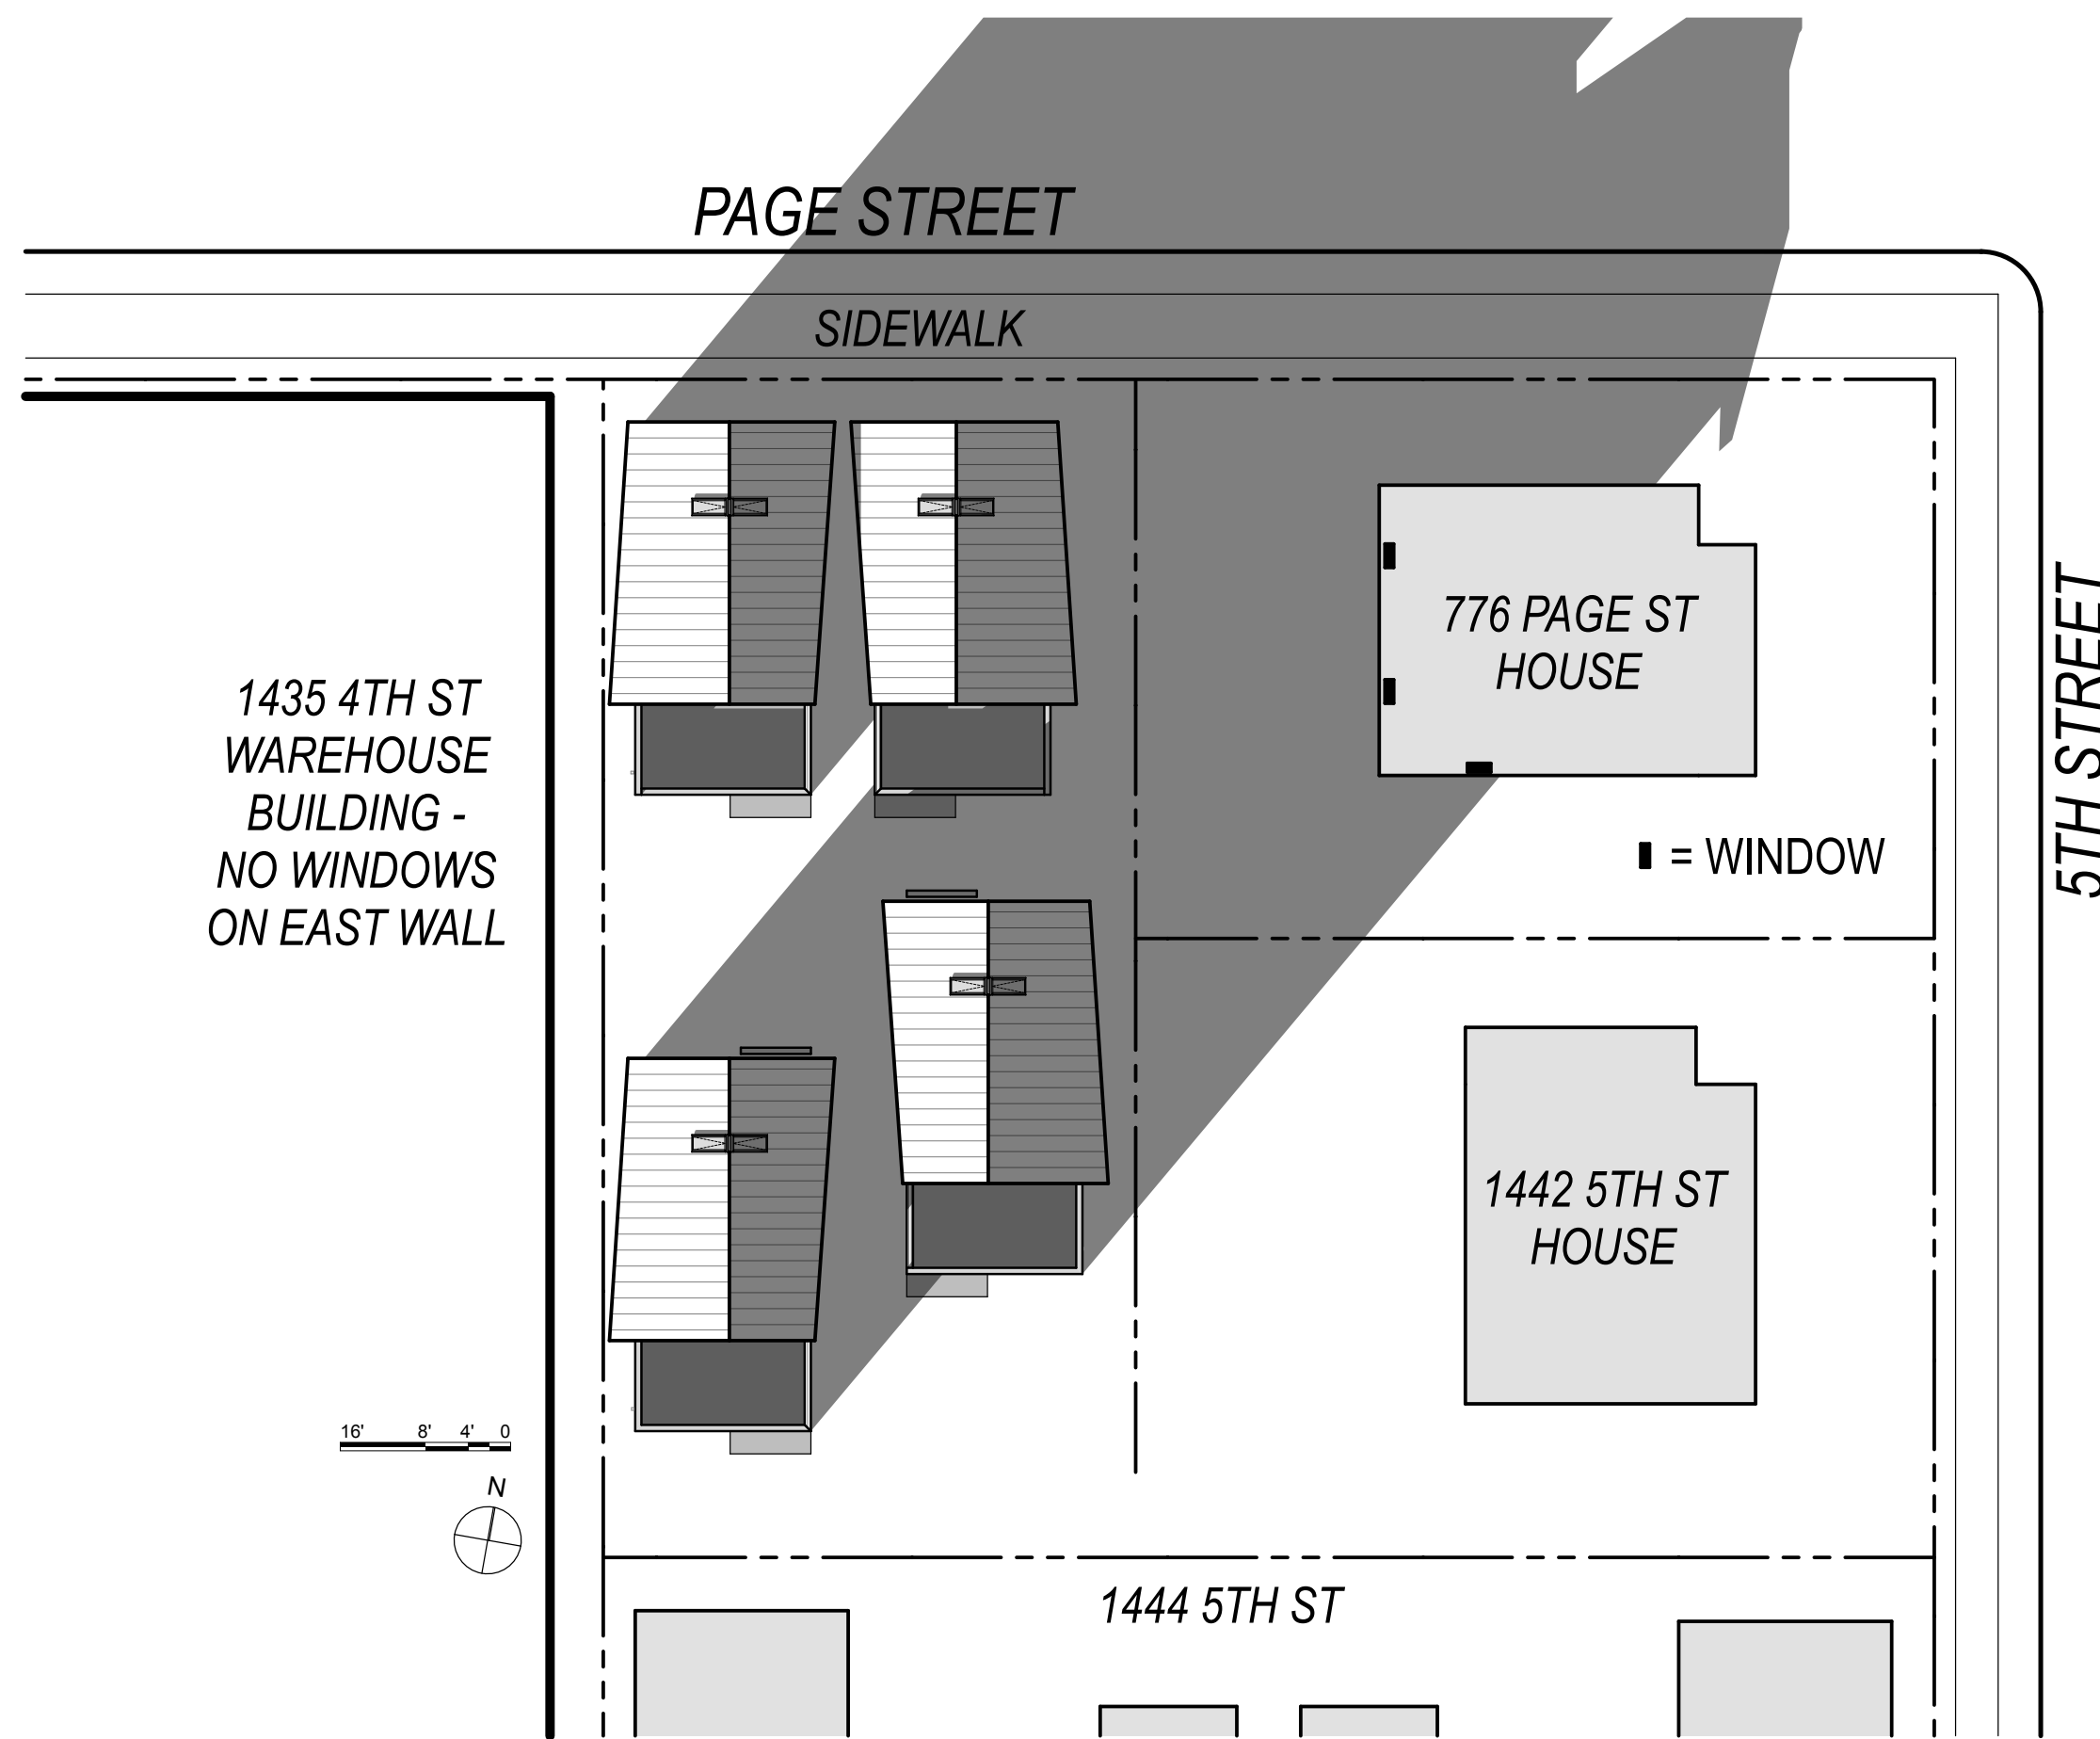 PAGE STREET
SIDEWALK
776 PAGE ST
HOUSE
5TH STREET
1435 4TH ST
WAREHOUSE
BUILDING -
NO WINDOWS
ON EAST WALL
= WINDOW
1442 5TH ST
HOUSE
16' 8' 4' 0
N
1444 5TH ST